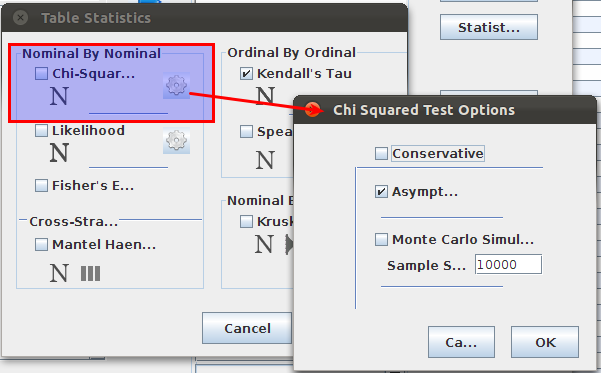 Table Statistics
Nominal By Nominal
Chi-Squar...
N
Likelihood
N
Fisher's E...
Cross-Stra...
Mantel Haen...
N
Ordinal By Ordinal
Kendall's Tau
N
Spea
N
Nominal
Krusk
N
Cancel
Statist...
Chi Squared Test Options
Conservative
Asympt...
Monte Carlo Simul...
Sample S... 10000
Ca...
OK